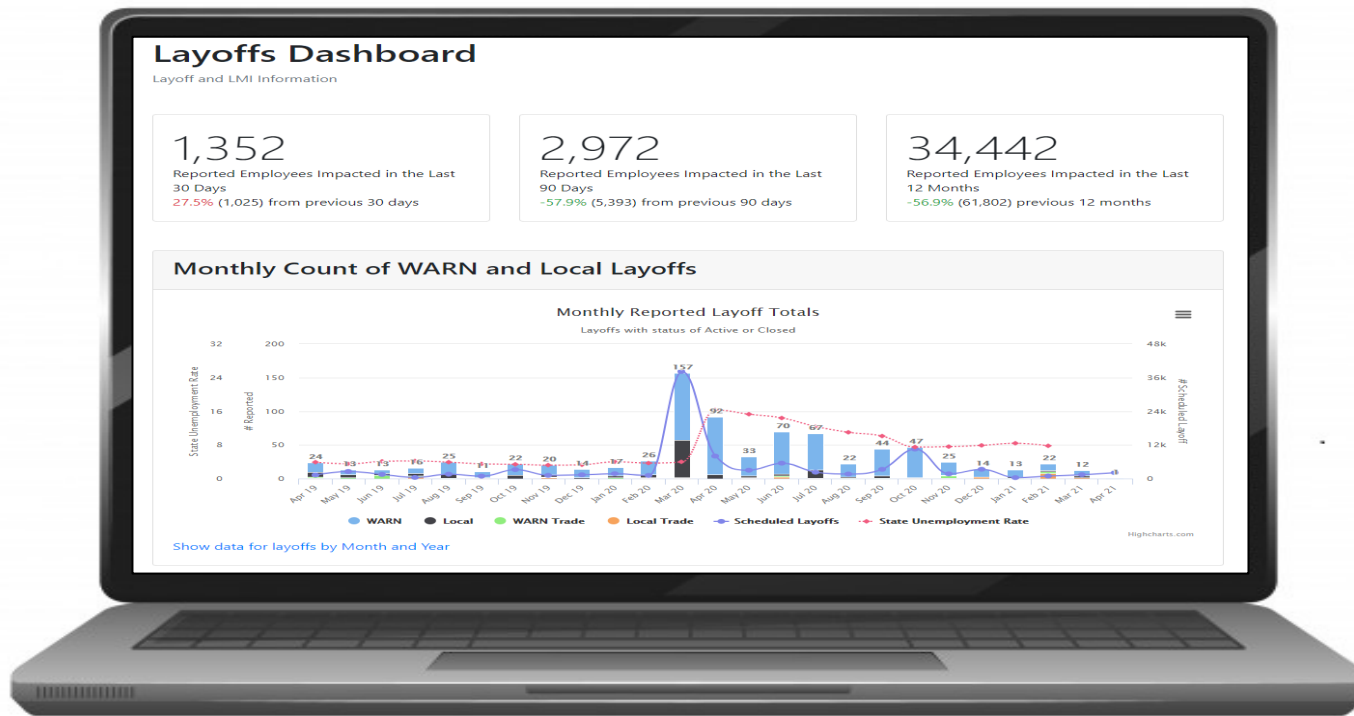 Layoffs Dashboard
Layoff and LMI Information
1,352
Reported Employees Impacted in the Last
30 Days
27.5% (1,025) from previous 30 days
2,972
Reported Employees Impacted in the Last
90 Days
-57.9% (5,393) from previous 90 days
34,442
Reported Employees Impacted in the Last
12 Months
-56.9% (61,802) previous 12 months
Monthly Count of WARN and Local Layoffs
Monthly Reported Layoff Totals
Layoffs with status of Active or Closed
State Unemployment Rate
32
24
16
8
0
# Reported
200
150
100
50
0
24
13
13
16
25
11
22
20
14
17
26
157
92
33
70
67
22
44
47
25
14
13
22
12
48k
36k
24k
12k
0
# Scheduled Layoff
Apr 19
May 19
Jun 19
Jul 19
Aug 19
Sep 19
Oct 19
Nov 19
Dec 19
Jan 20
Feb 20
Mar 20
Apr 20
May 20
Jun 20
Jul 20
Aug 20
Sep 20
Oct 20
Nov 20
Dec 20
Jan 21
Feb 21
Mar 21
Apr 21
WARN Local WARN Trade Local Trade Scheduled Layoffs State Unemployment Rate
Highcharts.com
Show data for layoffs by Month and Year